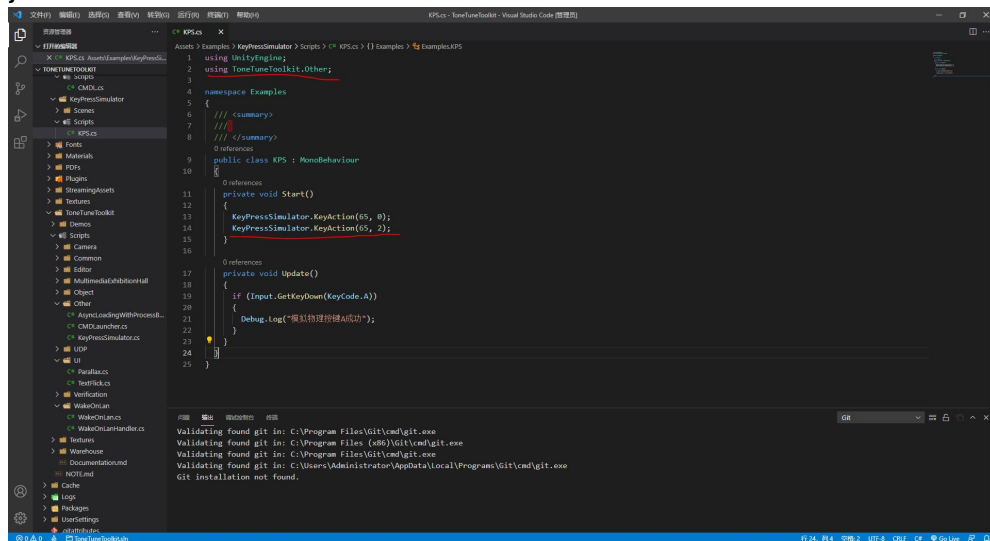 文件(F) 编辑(E) 选择(S) 查看(V) 转到(G) 运行(R) 终端(T) 帮助(H)
KPS.cs - ToneTuneToolkit - Visual Studio Code [管理员]
资源管理器
打开的编辑器
KPS.cs Assets\Examples\KeyPressSi...
TONETUNETOOLKIT
Scripts
CMDL.cs
KeyPressSimulator
Scenes
Scripts
KPS.cs
Fonts
Materials
PDFs
Plugins
StreamingAssets
Textures
ToneTuneToolkit
Demos
Scripts
Camera
Common
Editor
MultimediaExhibitionHall
Object
Other
AsyncLoadingWithProcessB...
CMDLauncher.cs
KeyPressSimulator.cs
UDP
UI
Parallax.cs
TextFlick.cs
Verification
WakeOnLan
WakeOnLan.cs
WakeOnLanHandler.cs
Textures
Warehouse
Documentation.md
NOTE.md
Cache
Logs
Packages
UserSettings
.gitattributes
KPS.cs
Assets > Examples > KeyPressSimulator > Scripts > KPS.cs > {} Examples > Examples.KPS
1 using UnityEngine;
2 using ToneTuneToolkit.Other;
3
4 namespace Examples
5 {
6 /// <summary>
7 ///
8 /// </summary>
0 references
9 public class KPS : MonoBehaviour
10 {
0 references
11 private void Start()
12 {
13 KeyPressSimulator.KeyAction(65, 0);
14 KeyPressSimulator.KeyAction(65, 2);
15 }
16
0 references
17 private void Update()
18 {
19 if (Input.GetKeyDown(KeyCode.A))
20 {
21 Debug.Log("模拟物理按键A成功");
22 }
23 }
24 }
25 }
问题 输出 调试控制台 终端
Git
Validating found git in: C:\Program Files\Git\cmd\git.exe
Validating found git in: C:\Program Files (x86)\Git\cmd\git.exe
Validating found git in: C:\Program Files\Git\cmd\git.exe
Validating found git in: C:\Users\Administrator\AppData\Local\Programs\Git\cmd\git.exe
Git installation not found.
0 0 ToneTuneToolkit.sln
行 24, 列 4 空格: 2 UTF-8 CRLF C# Go Live